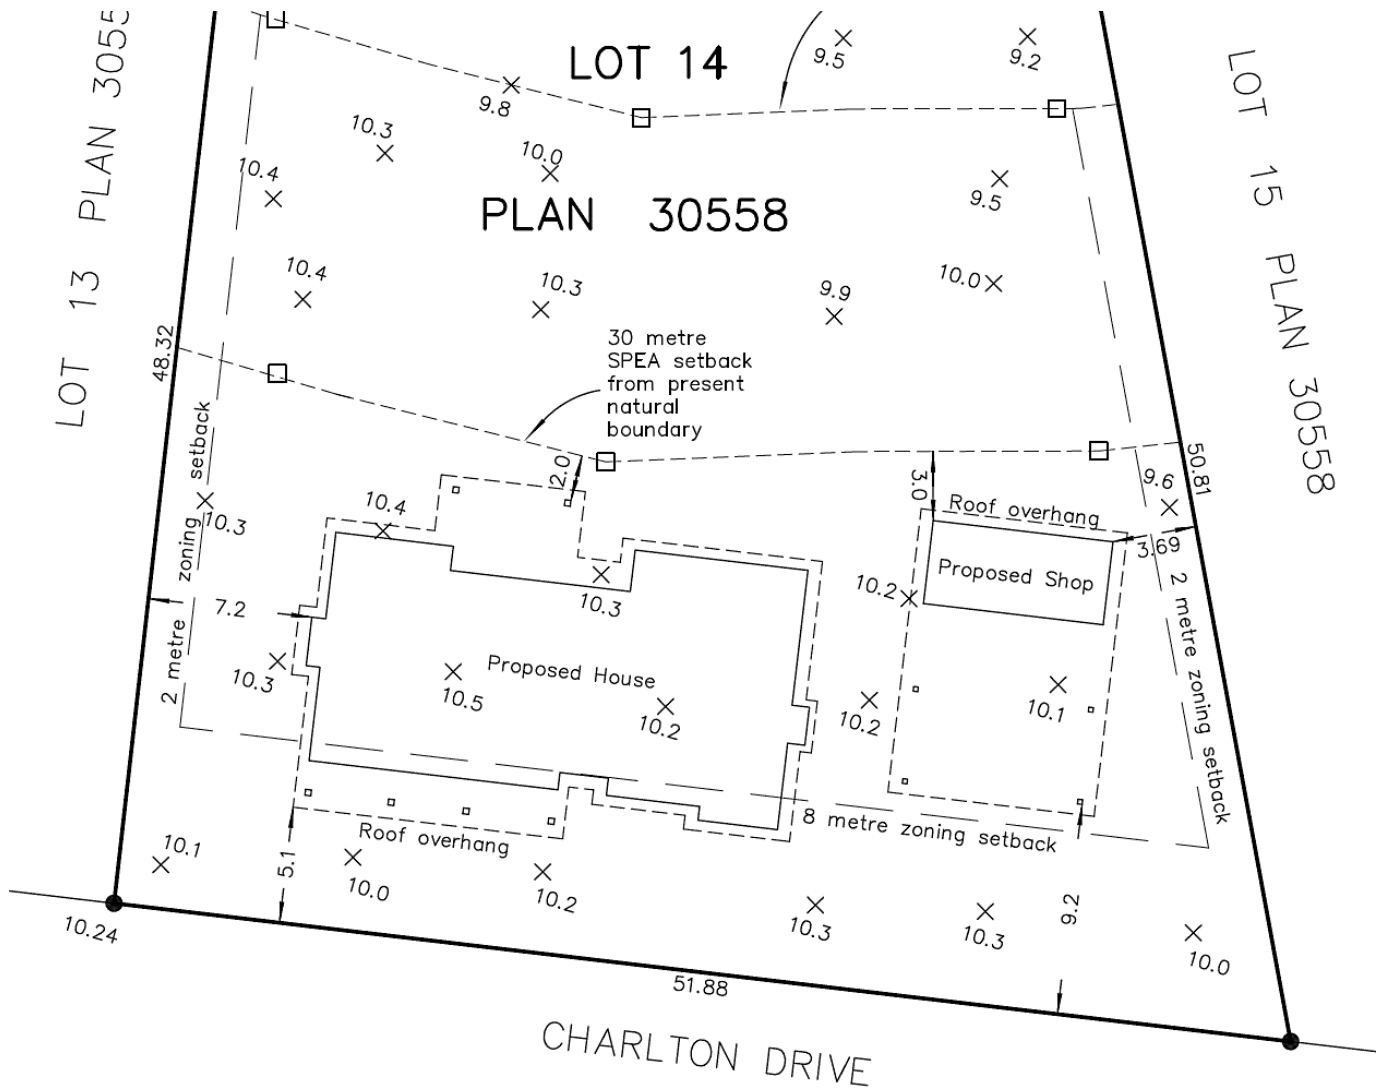 LOT 14
PLAN 30558
LOT 13 PLAN 3055
LOT 15 PLAN 30558
9.5
9.2
9.8
10.3
10.0
10.4
9.5
10.4
10.3
9.9
10.0
30 metre
SPEA setback
from present
natural
boundary
48.32
50.81
2 metre zoning setback
10.3
10.4
2.0
3.0
Roof overhang
9.6
3.69
Proposed Shop
10.2
10.3
7.2
10.3
Proposed House
10.5
10.2
10.2
10.1
2 metre zoning setback
8 metre zoning setback
Roof overhang
5.1
9.2
10.1
10.0
10.2
10.3
10.3
10.0
10.24
51.88
CHARLTON DRIVE